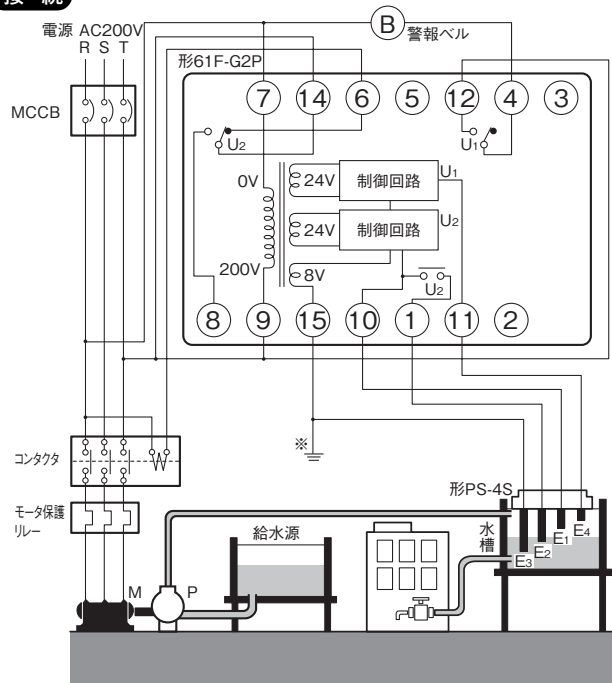 接 続
電源 AC200V
R S T
B 警報ベル
形61F-G2P
MCCB
7 14 6 5 12 4 3
U2
U1
0V
24V 制御回路 U1
24V 制御回路 U2
200V
8V
U2
8 9 15 10 1 11 2
※
コンタクタ
モータ保護
リレー
形PS-4S
給水源
水槽
E3 E2 E1 E4
M P